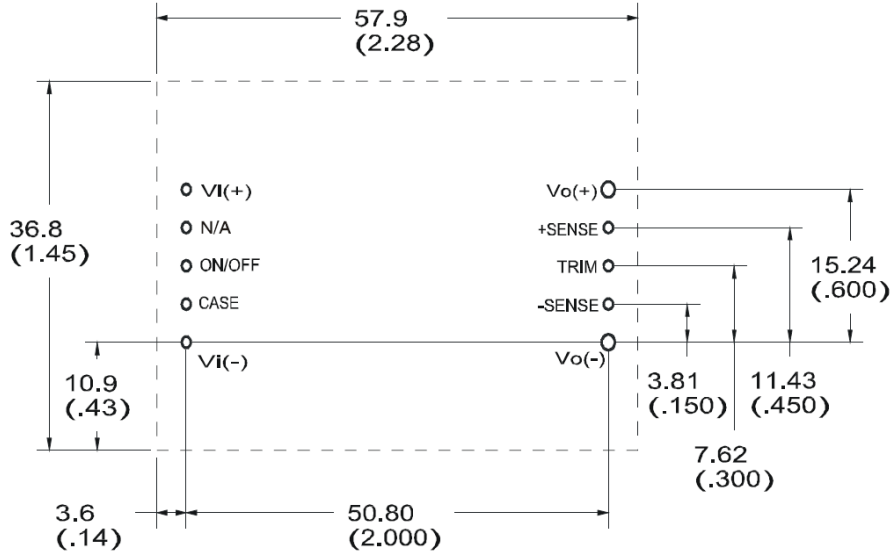 57.9
(2.28)
VI(+)
Vo(+)
36.8
(1.45)
N/A
+SENSE
ON/OFF
TRIM
15.24
(.600)
CASE
-SENSE
Vi(-)
Vo(-)
10.9
(.43)
3.81
(.150)
11.43
(.450)
7.62
(.300)
3.6
(.14)
50.80
(2.000)